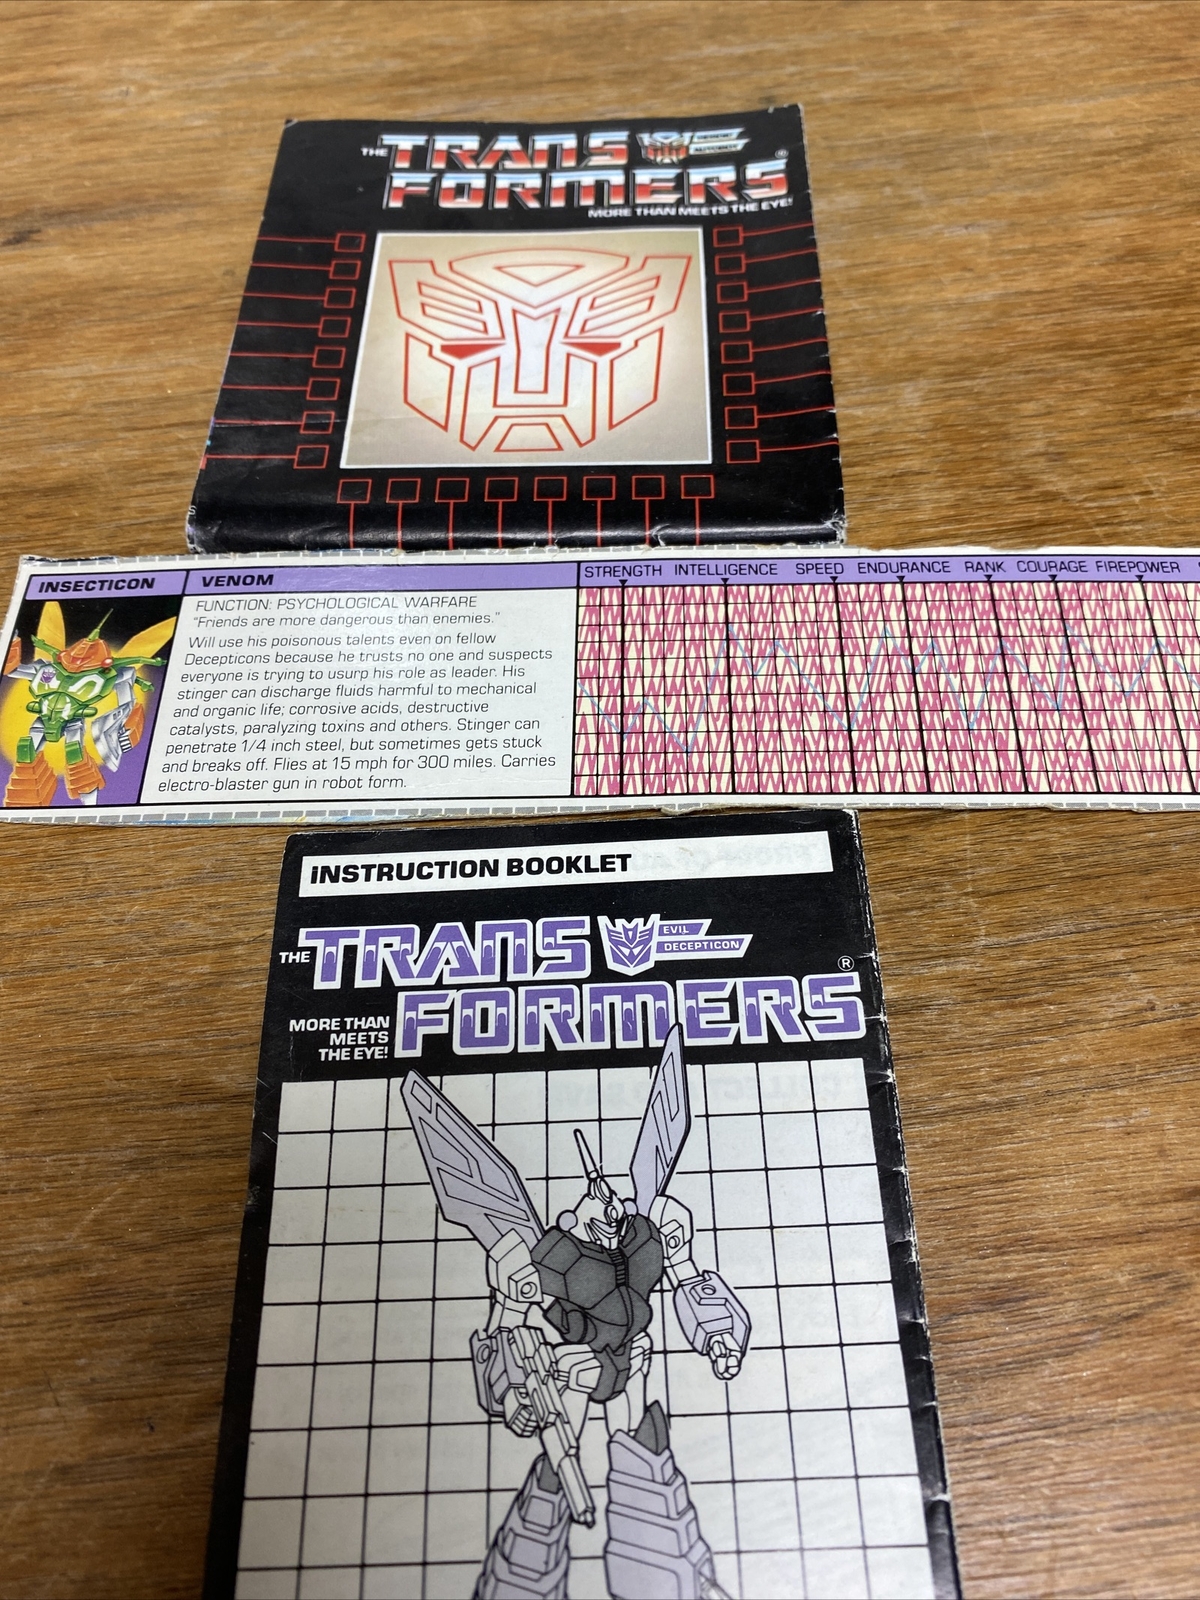 THE TRANS HEROIC AUTOBOT
FORMERS ®
MORE THAN MEETS THE EYE!
INSECTICON
VENOM
STRENGTH INTELLIGENCE SPEED ENDURANCE RANK COURAGE FIREPOWER
FUNCTION: PSYCHOLOGICAL WARFARE
"Friends are more dangerous than enemies."
Will use his poisonous talents even on fellow
Decepticons because he trusts no one and suspects
everyone is trying to usurp his role as leader. His
stinger can discharge fluids harmful to mechanical
and organic life; corrosive acids, destructive
catalysts, paralyzing toxins and others. Stinger can
penetrate 1/4 inch steel, but sometimes gets stuck
and breaks off. Flies at 15 mph for 300 miles. Carries
electro-blaster gun in robot form.
INSTRUCTION BOOKLET
THE TRANS EVIL
DECEPTICON
FORMERS ®
MORE THAN
MEETS
THE EYE!